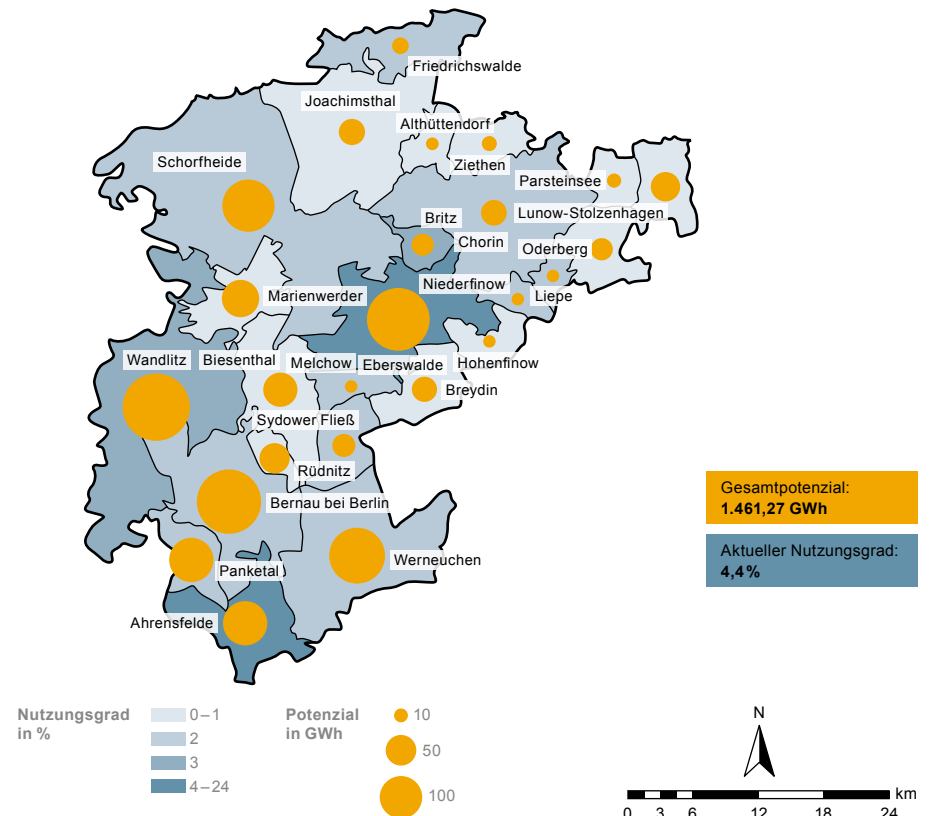 Friedrichswalde
Joachimsthal
Althüttendorf
Ziethen
Schorfheide
Parsteinsee
Lunow-Stolzenhagen
Britz
Chorin
Oderberg
Niederfinow
Liepe
Marienwerder
Wandlitz
Biesenthal
Melchow
Eberswalde
Hohenfinow
Breydin
Sydower Fließ
Rüdnitz
Bernau bei Berlin
Werneuchen
Panketal
Ahrensfelde
Gesamtpotenzial:
1.461,27 GWh
Aktueller Nutzungsgrad:
4,4%
Nutzungsgrad
in %
0–1
2
3
4–24
Potenzial
in GWh
10
50
100
N
km
0 3 6 12 18 24